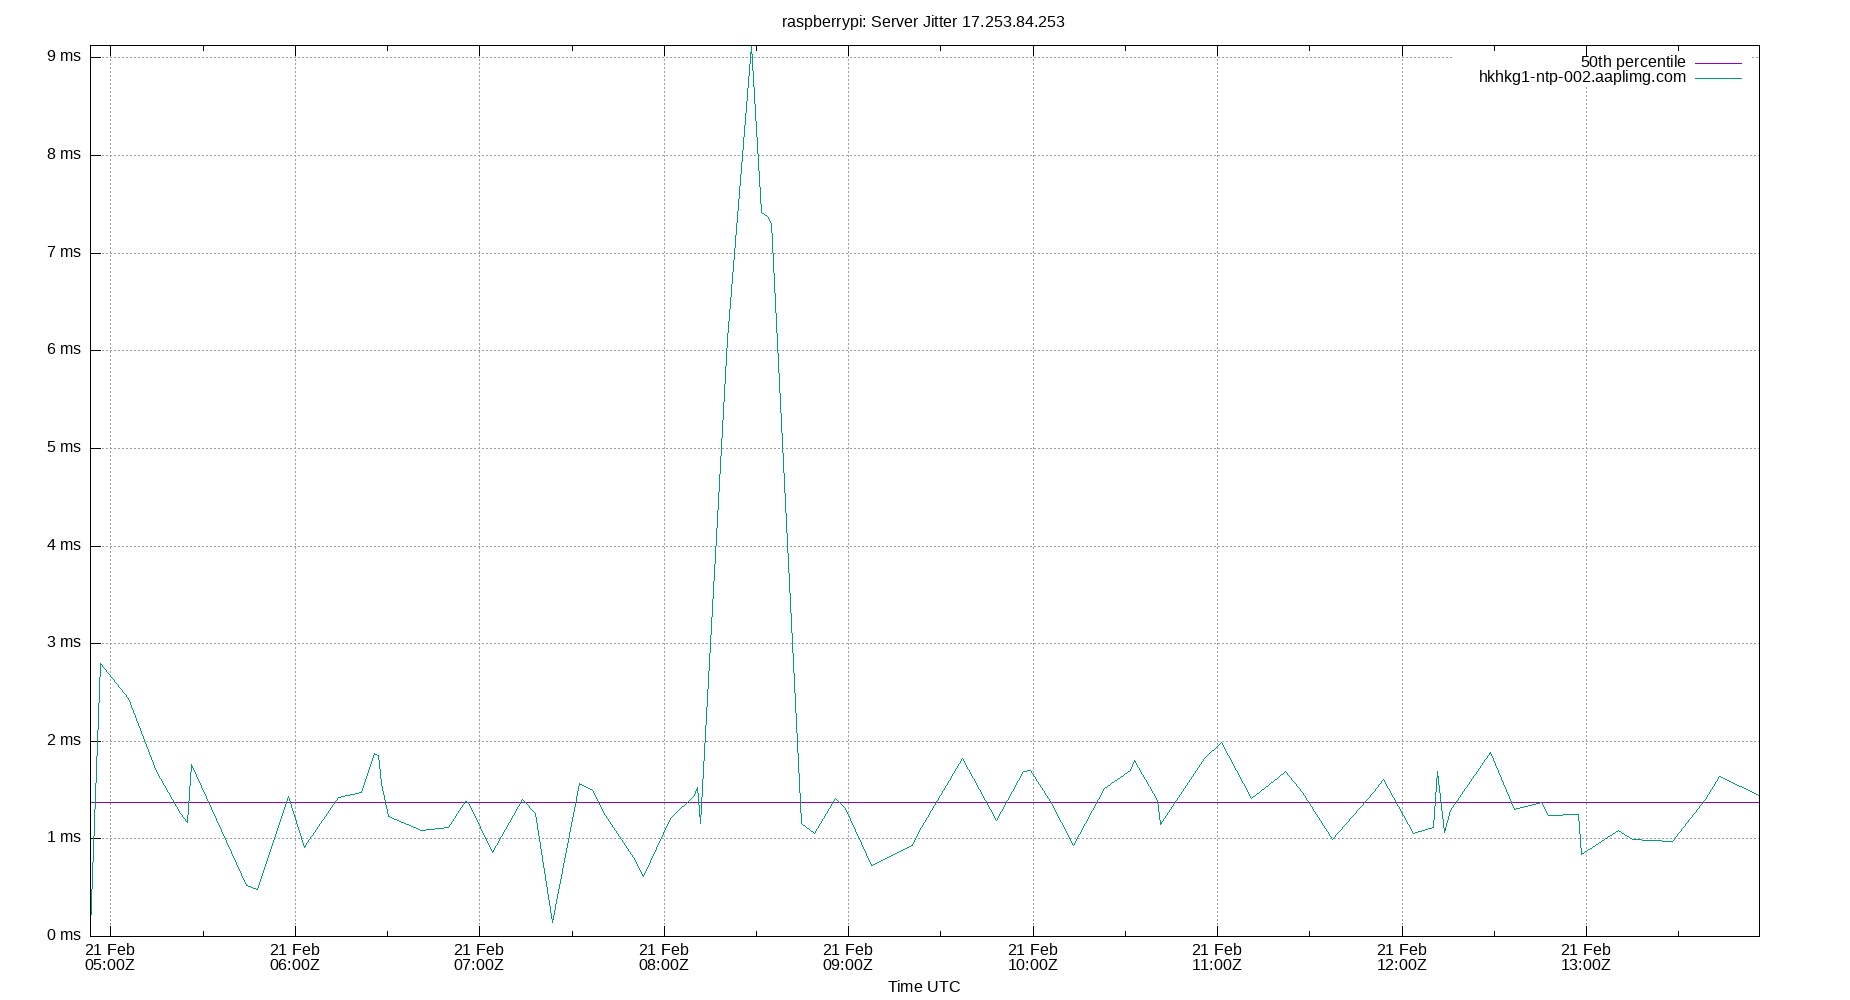 raspberrypi: Server Jitter 17.253.84.253
9 ms
8 ms
7 ms
6 ms
5 ms
4 ms
3 ms
2 ms
1 ms
0 ms
50th percentile
hkhkg1-ntp-002.aaplimg.com
21 Feb
05:00Z
21 Feb
06:00Z
21 Feb
07:00Z
21 Feb
08:00Z
21 Feb
09:00Z
21 Feb
10:00Z
21 Feb
11:00Z
21 Feb
12:00Z
21 Feb
13:00Z
Time UTC